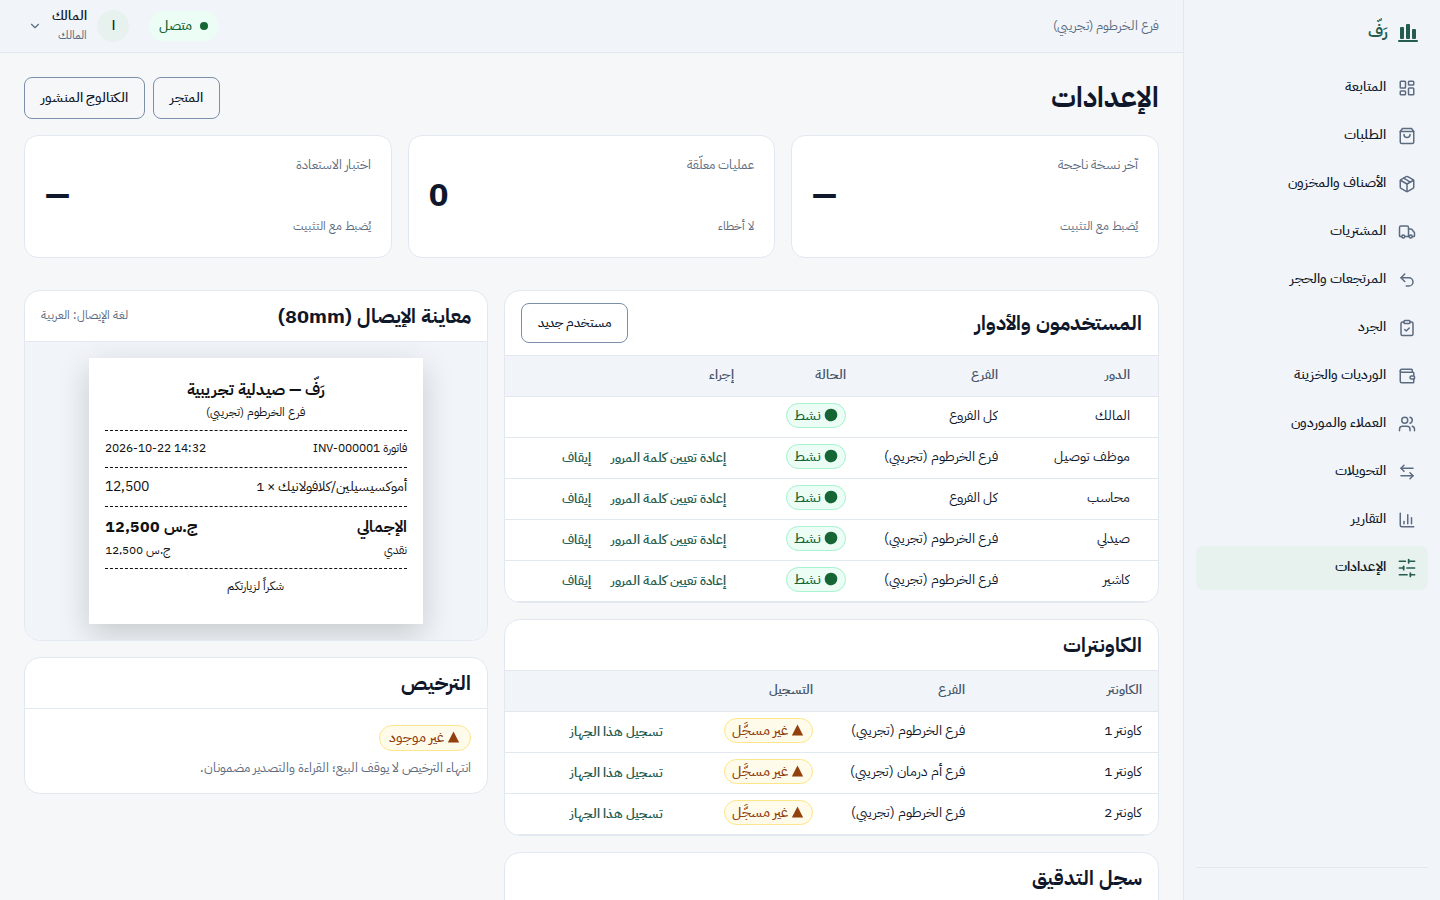 رَفّ
المتابعة
الطلبات
الأصناف والمخزون
المشتريات
المرتجعات والحجر
الجرد
الورديات والخزينة
العملاء والموردون
التحويلات
التقارير
الإعدادات
فرع الخرطوم (تجريبي)
متصل
ا
المالك
المالك
الإعدادات
المتجر
الكتالوج المنشور
آخر نسخة ناجحة
—
يُضبط مع التثبيت
عمليات معلّقة
0
لا أخطاء
اختبار الاستعادة
—
يُضبط مع التثبيت
المستخدمون والأدوار
مستخدم جديد
الدور الفرع الحالة إجراء
المالك كل الفروع نشط
موظف توصيل فرع الخرطوم (تجريبي) نشط إعادة تعيين كلمة المرور إيقاف
محاسب كل الفروع نشط إعادة تعيين كلمة المرور إيقاف
صيدلي فرع الخرطوم (تجريبي) نشط إعادة تعيين كلمة المرور إيقاف
كاشير فرع الخرطوم (تجريبي) نشط إعادة تعيين كلمة المرور إيقاف
الكاونترات
الكاونتر الفرع التسجيل
كاونتر 1 فرع الخرطوم (تجريبي) غير مسجَّل تسجيل هذا الجهاز
كاونتر 1 فرع أم درمان (تجريبي) غير مسجَّل تسجيل هذا الجهاز
كاونتر 2 فرع الخرطوم (تجريبي) غير مسجَّل تسجيل هذا الجهاز
سجل التدقيق
معاينة الإيصال (80mm)
لغة الإيصال: العربية
رَفّ — صيدلية تجريبية
فرع الخرطوم (تجريبي)
فاتورة INV-000001 2026-10-22 14:32
أموكسيسيلين/كلافولانيك × 1 12,500
الإجمالي ج.س 12,500
نقدي ج.س 12,500
شكراً لزيارتكم
الترخيص
غير موجود
انتهاء الترخيص لا يوقف البيع؛ القراءة والتصدير مضمونان.